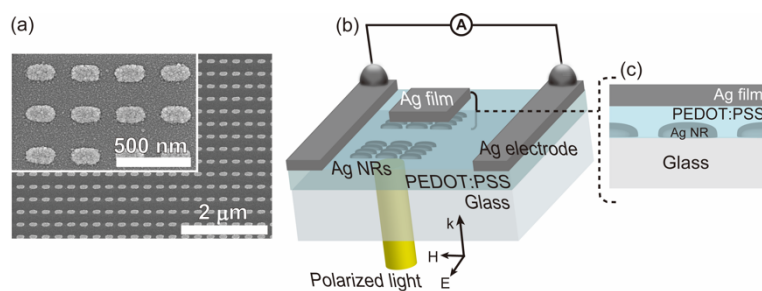 (a)
500 nm
2 μm
(b)
A
Ag film
Ag electrode
Ag NRs
PEDOT:PSS
Glass
k
H
E
Polarized light
(c)
Ag film
PEDOT:PSS
Ag NR
Glass